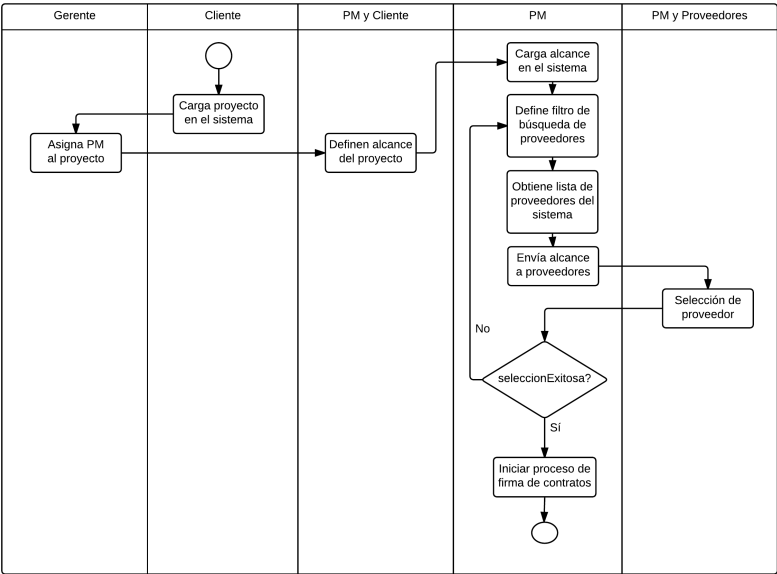 Gerente
Cliente
PM y Cliente
PM
PM y Proveedores
Carga proyecto
en el sistema
Asigna PM
al proyecto
Definen alcance
del proyecto
Carga alcance
en el sistema
Define filtro de
búsqueda de
proveedores
Obtiene lista de
proveedores del
sistema
Envía alcance
a proveedores
Selección de
proveedor
No
seleccionExitosa?
Sí
Iniciar proceso de
firma de contratos